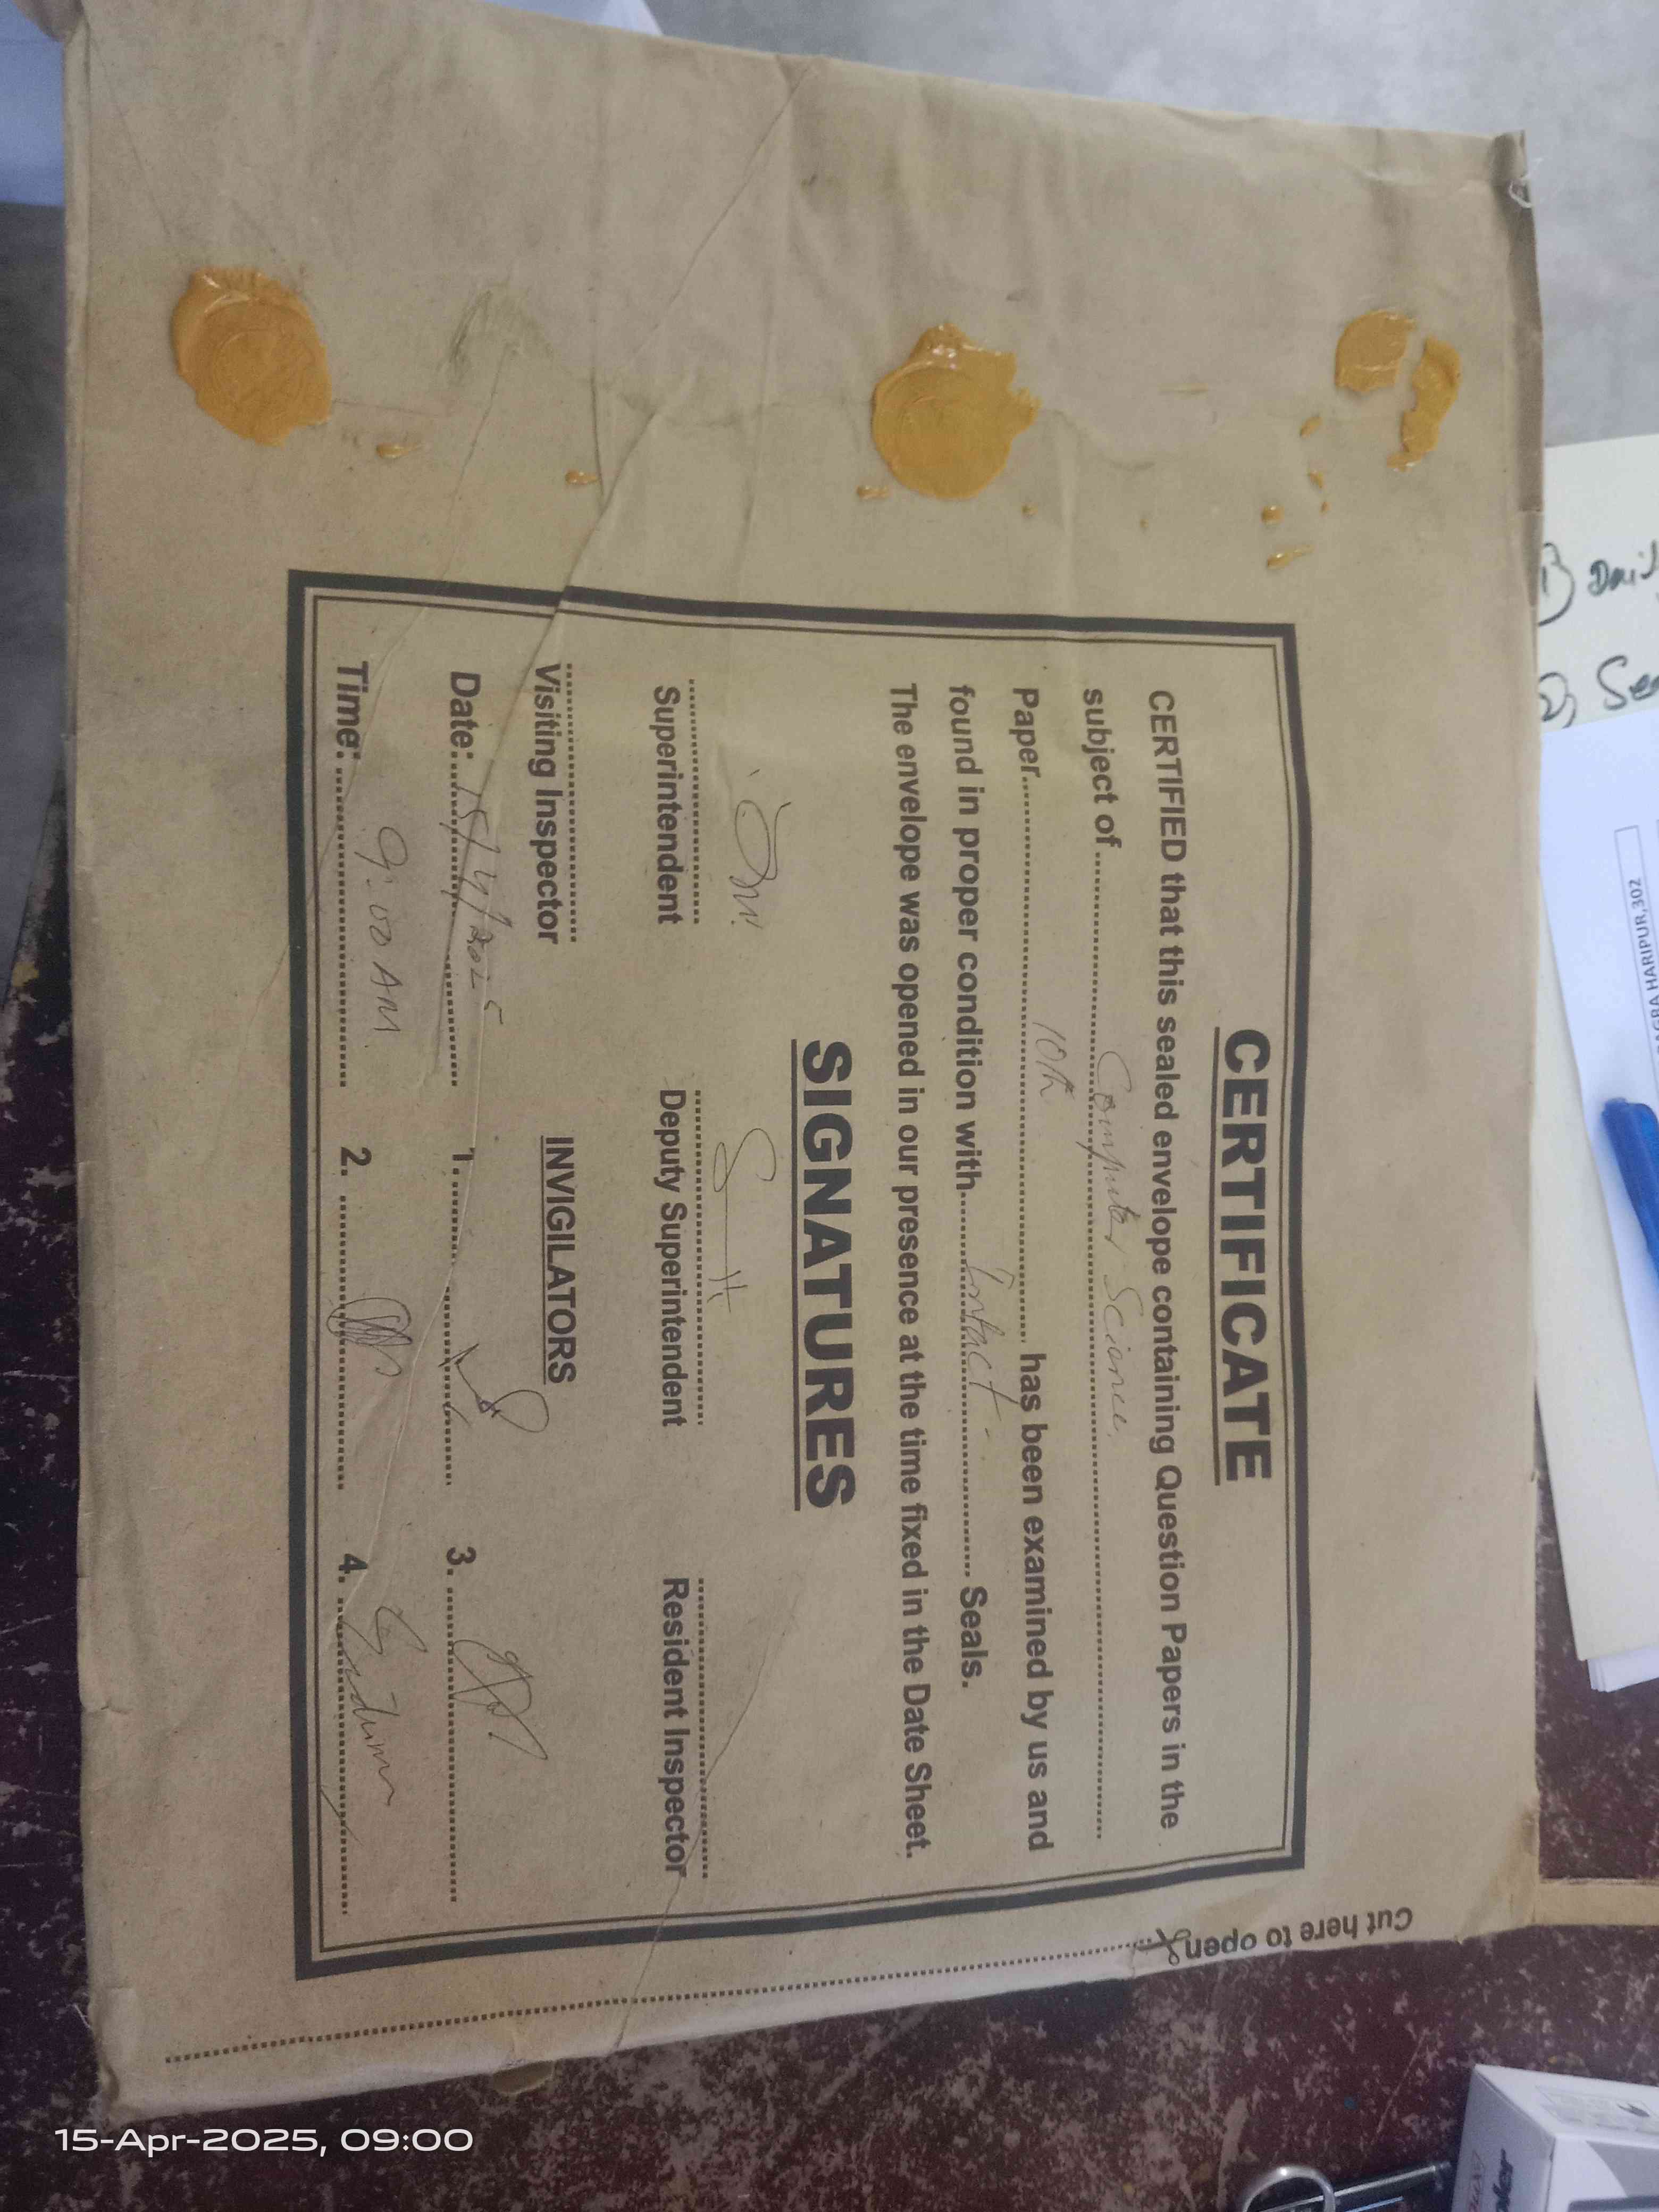 CERTIFICATE
CERTIFIED that this sealed envelope containing Question Papers in the
subject of Computer Science.
Paper 10th has been examined by us and
found in proper condition with Intact Seals.
The envelope was opened in our presence at the time fixed in the Date Sheet.
SIGNATURES
Superintendent Deputy Superintendent Resident Inspector
Visiting Inspector INVIGILATORS
Date: 15/4/2025 1. 3.
Time: 9:00 AM 2. 4.
Cut here to open
HARIPUR,302
15-Apr-2025, 09:00